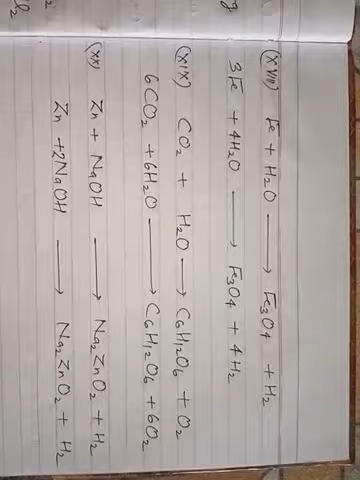 (XVIII) Fe + H2O ⟶ Fe3O4 + H2
3Fe + 4H2O ⟶ Fe3O4 + 4H2
(XIX) CO2 + H2O ⟶ C6H12O6 + O2
6CO2 + 6H2O ⟶ C6H12O6 + 6O2
(XX) Zn + NaOH ⟶ Na2ZnO2 + H2
Zn + 2NaOH ⟶ Na2ZnO2 + H2